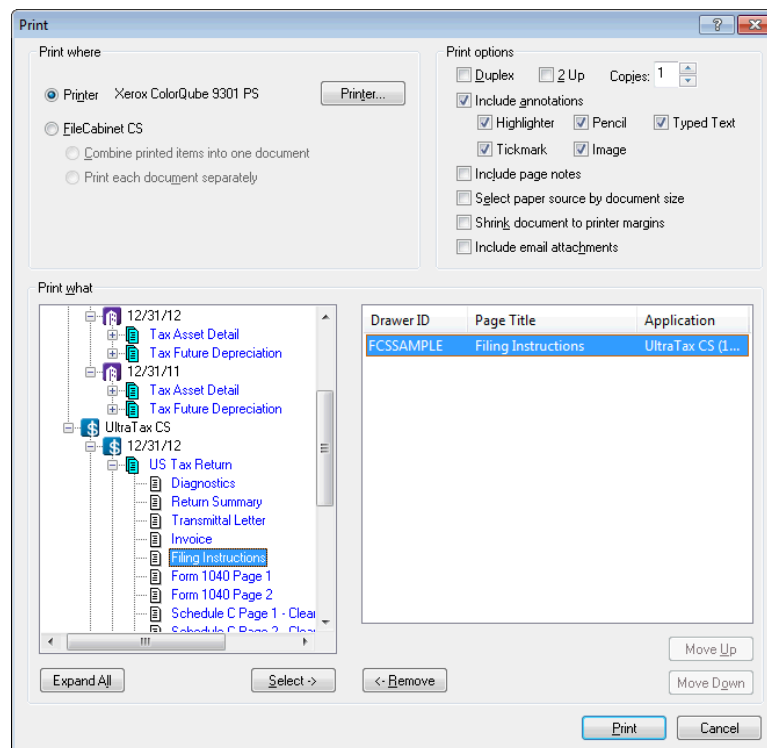 Print
Print where
Printer Xerox ColorQube 9301 PS Printer...
FileCabinet CS
Combine printed items into one document
Print each document separately
Print options
Duplex 2 Up Copies: 1
Include annotations
Highlighter Pencil Typed Text
Tickmark Image
Include page notes
Select paper source by document size
Shrink document to printer margins
Include email attachments
Print what
12/31/12
Tax Asset Detail
Tax Future Depreciation
12/31/11
Tax Asset Detail
Tax Future Depreciation
UltraTax CS
12/31/12
US Tax Return
Diagnostics
Return Summary
Transmittal Letter
Invoice
Filing Instructions
Form 1040 Page 1
Form 1040 Page 2
Schedule C Page 1 - Clear
Schedule C Page 2 - Clear
Drawer ID Page Title Application
FCSSAMPLE Filing Instructions UltraTax CS (1...
Move Up
Expand All Select -> <- Remove Move Down
Print Cancel